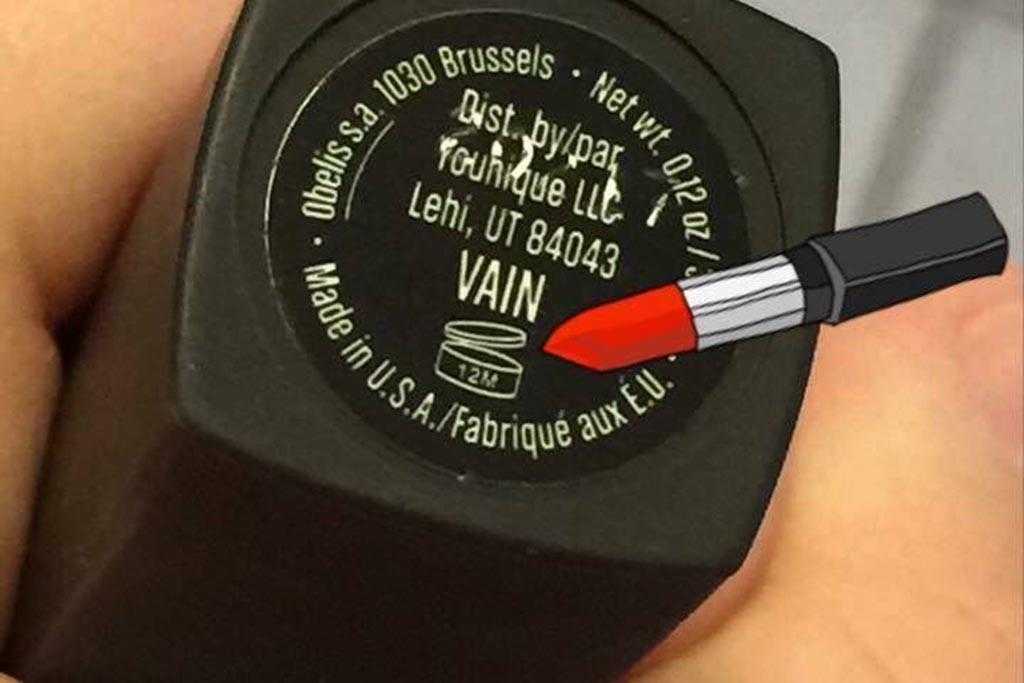 Obelis s.a. 1030 Brussels · Net wt. 0.12 oz /
Dist. by/par
Younique LLC
Lehi, UT 84043
VAIN
12M
· Made in U.S.A./Fabriqué aux É.U. ·